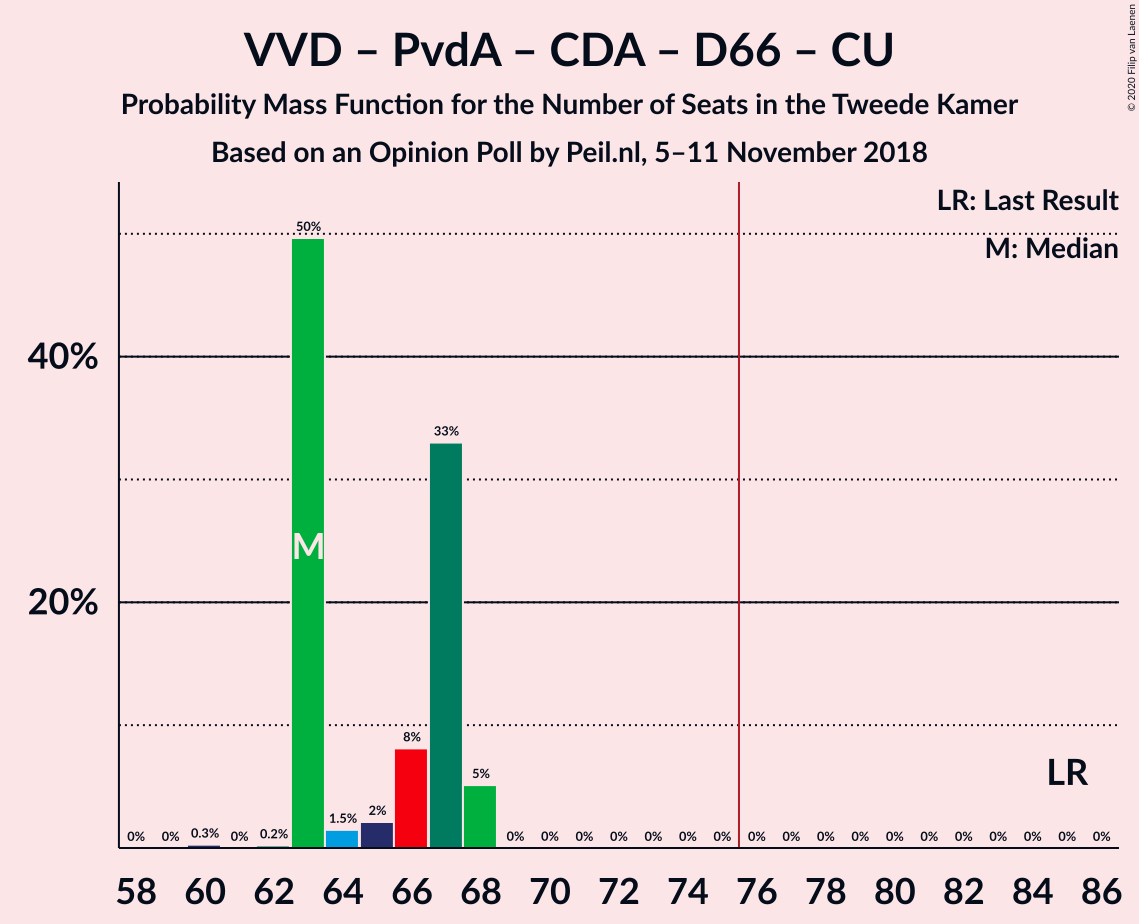 VVD – PvdA – CDA – D66 – CU
Probability Mass Function for the Number of Seats in the Tweede Kamer
Based on an Opinion Poll by Peil.nl, 5–11 November 2018
© 2020 Filip van Laenen
LR: Last Result
M: Median
50%
40%
33%
M
20%
8%
LR
5%
0% 0% 0.3% 0% 0.2% 1.5% 2% 0% 0% 0% 0% 0% 0% 0% 0% 0% 0% 0% 0% 0% 0% 0% 0% 0% 0%
58 60 62 64 66 68 70 72 74 76 78 80 82 84 86